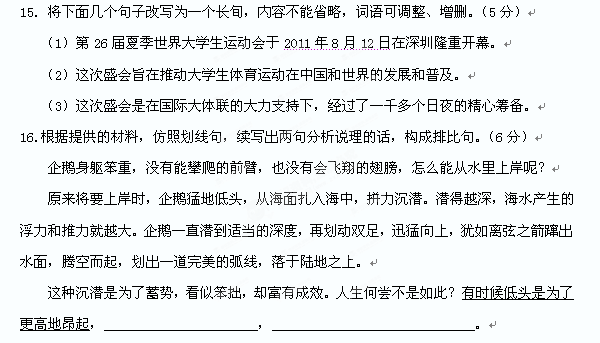 15. 将下面几个句子改写为一个长句，内容不能省略，词语可调整、增删。（5 分）
（1）第 26 届夏季世界大学生运动会于 2011 年 8 月 12 日在深圳隆重开幕。
（2）这次盛会旨在推动大学生体育运动在中国和世界的发展和普及。
（3）这次盛会是在国际大体联的大力支持下，经过了一千多个日夜的精心筹备。
16.根据提供的材料，仿照划线句，续写出两句分析说理的话，构成排比句。（6 分）
企鹅身躯笨重，没有能攀爬的前臂，也没有会飞翔的翅膀，怎么能从水里上岸呢？
原来将要上岸时，企鹅猛地低头，从海面扎入海中，拼力沉潜。潜得越深，海水产生的
浮力和推力就越大。企鹅一直潜到适当的深度，再划动双足，迅猛向上，犹如离弦之箭蹿出
水面，腾空而起，划出一道完美的弧线，落于陆地之上。
这种沉潜是为了蓄势，看似笨拙，却富有成效。人生何尝不是如此？有时候低头是为了
更高地昂起，______________________，______________________________。